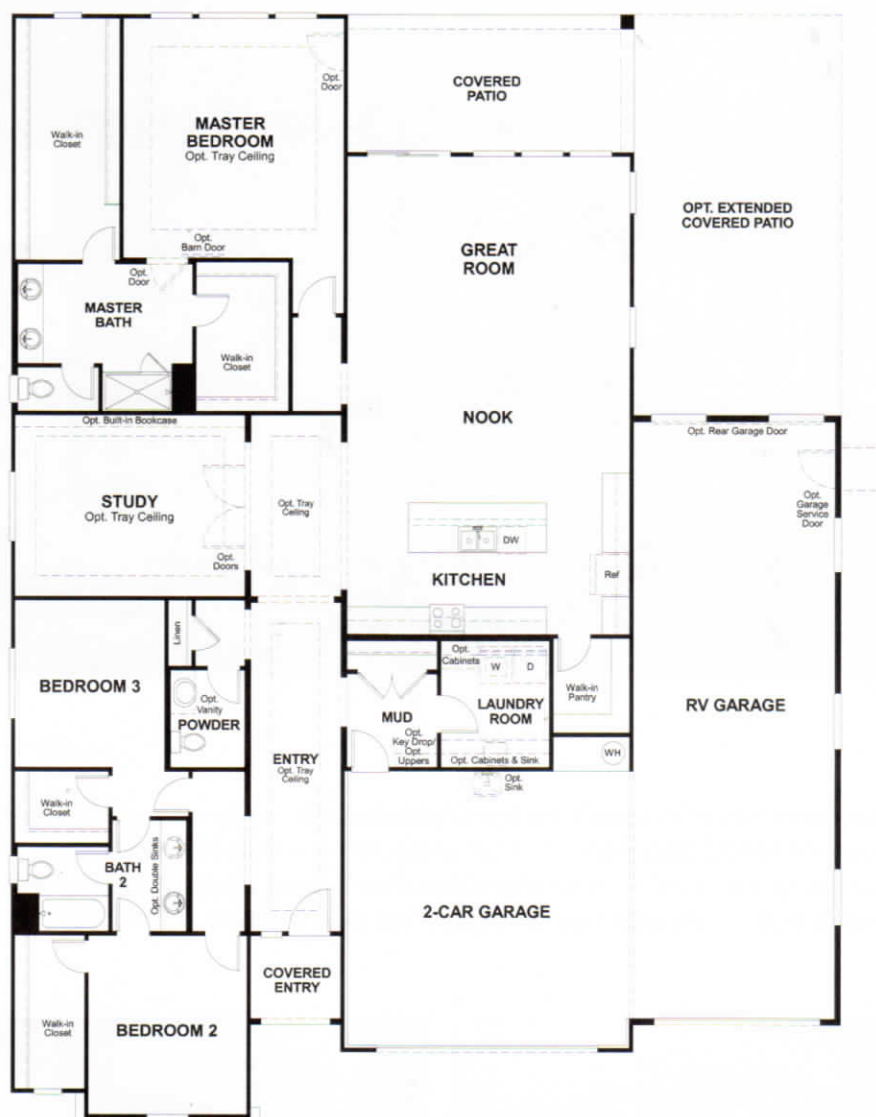 Walk-in
Closet
MASTER
BEDROOM
Opt. Tray Ceiling
Opt.
Door
COVERED
PATIO
OPT. EXTENDED
COVERED PATIO
Opt.
Barn Door
Opt.
Door
GREAT
ROOM
MASTER
BATH
Walk-in
Closet
Opt. Built-in Bookcase
NOOK
Opt. Rear Garage Door
STUDY
Opt. Tray Ceiling
Opt. Tray
Ceiling
Opt.
Garage
Service
Door
Opt.
Doors
DW
KITCHEN
Ref
Linen
BEDROOM 3
Opt.
Vanity
POWDER
Opt.
Cabinets
W
D
LAUNDRY
ROOM
Walk-in
Pantry
RV GARAGE
MUD
Opt.
Key Drop/
Opt.
Uppers
Opt. Cabinets & Sink
WH
ENTRY
Opt. Tray
Ceiling
Opt.
Sink
Walk-in
Closet
BATH
2
Opt. Double Sinks
2-CAR GARAGE
COVERED
ENTRY
Walk-in
Closet
BEDROOM 2